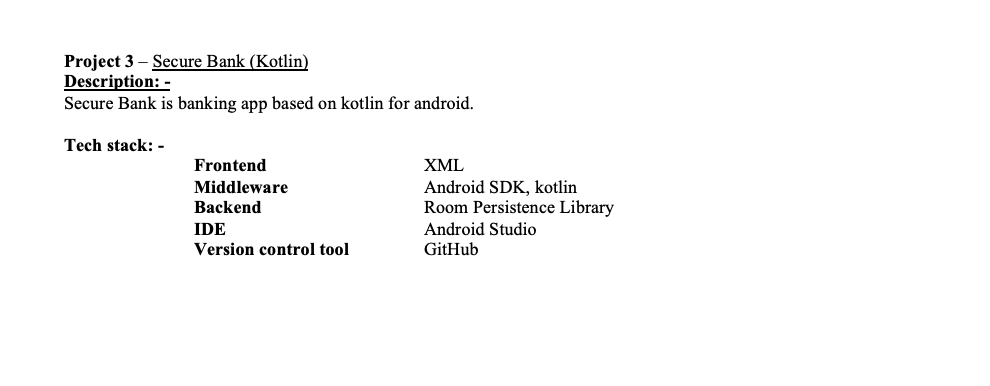 Project 3 – Secure Bank (Kotlin)
Description: -
Secure Bank is banking app based on kotlin for android.
Tech stack: -
Frontend XML
Middleware Android SDK, kotlin
Backend Room Persistence Library
IDE Android Studio
Version control tool GitHub